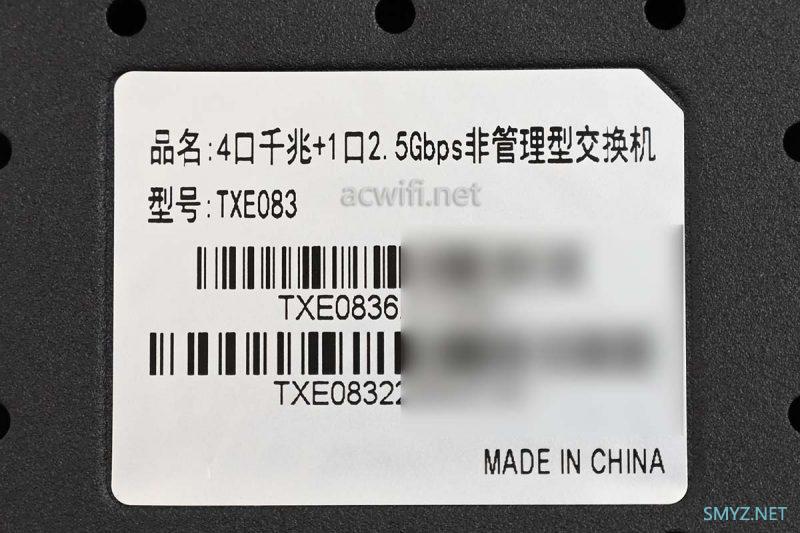 品名:4口千兆+1口2.5Gbps非管理型交换机
acwifi.net
型号:TXE083
TXE0836
TXE08322
MADE IN CHINA
SMYZ.NET